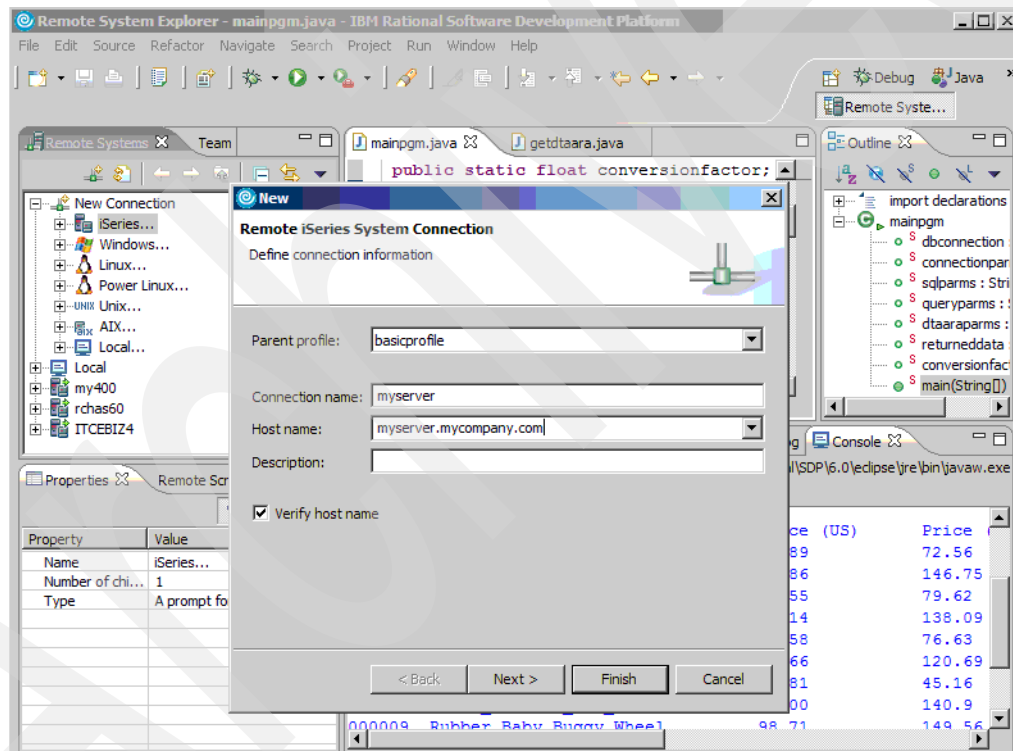 Remote System Explorer - mainpgm.java - IBM Rational Software Development Platform
File Edit Source Refactor Navigate Search Project Run Window Help
Debug Java
Remote Syste...
Remote Systems Team
New Connection
iSeries...
Windows...
Linux...
Power Linux...
UNIX Unix...
aix AIX...
Local...
Local
my400
rchas60
ITCEBIZ4
mainpgm.java getdtaara.java
public static float conversionfactor;
New
Remote iSeries System Connection
Define connection information
Parent profile: basicprofile
Connection name: myserver
Host name: myserver.mycompany.com
Description:
Verify host name
< Back Next > Finish Cancel
Outline
import declarations
mainpgm
S dbconnection :
S connectionpar
S sqlparms : Stri
S queryparms :
S dtaaraparms :
S returneddata :
S conversionfact
S main(String[])
Properties Remote Scr
Property Value
Name iSeries...
Number of chi... 1
Type A prompt fo
Console
al\SDP\6.0\eclipse\jre\bin\javaw.exe
ce (US) Price (
89 72.56
86 146.75
55 79.62
14 138.09
58 76.63
66 120.69
81 45.16
00 140.9
000009 Rubber Baby Buggy Wheel 98.71 149.56